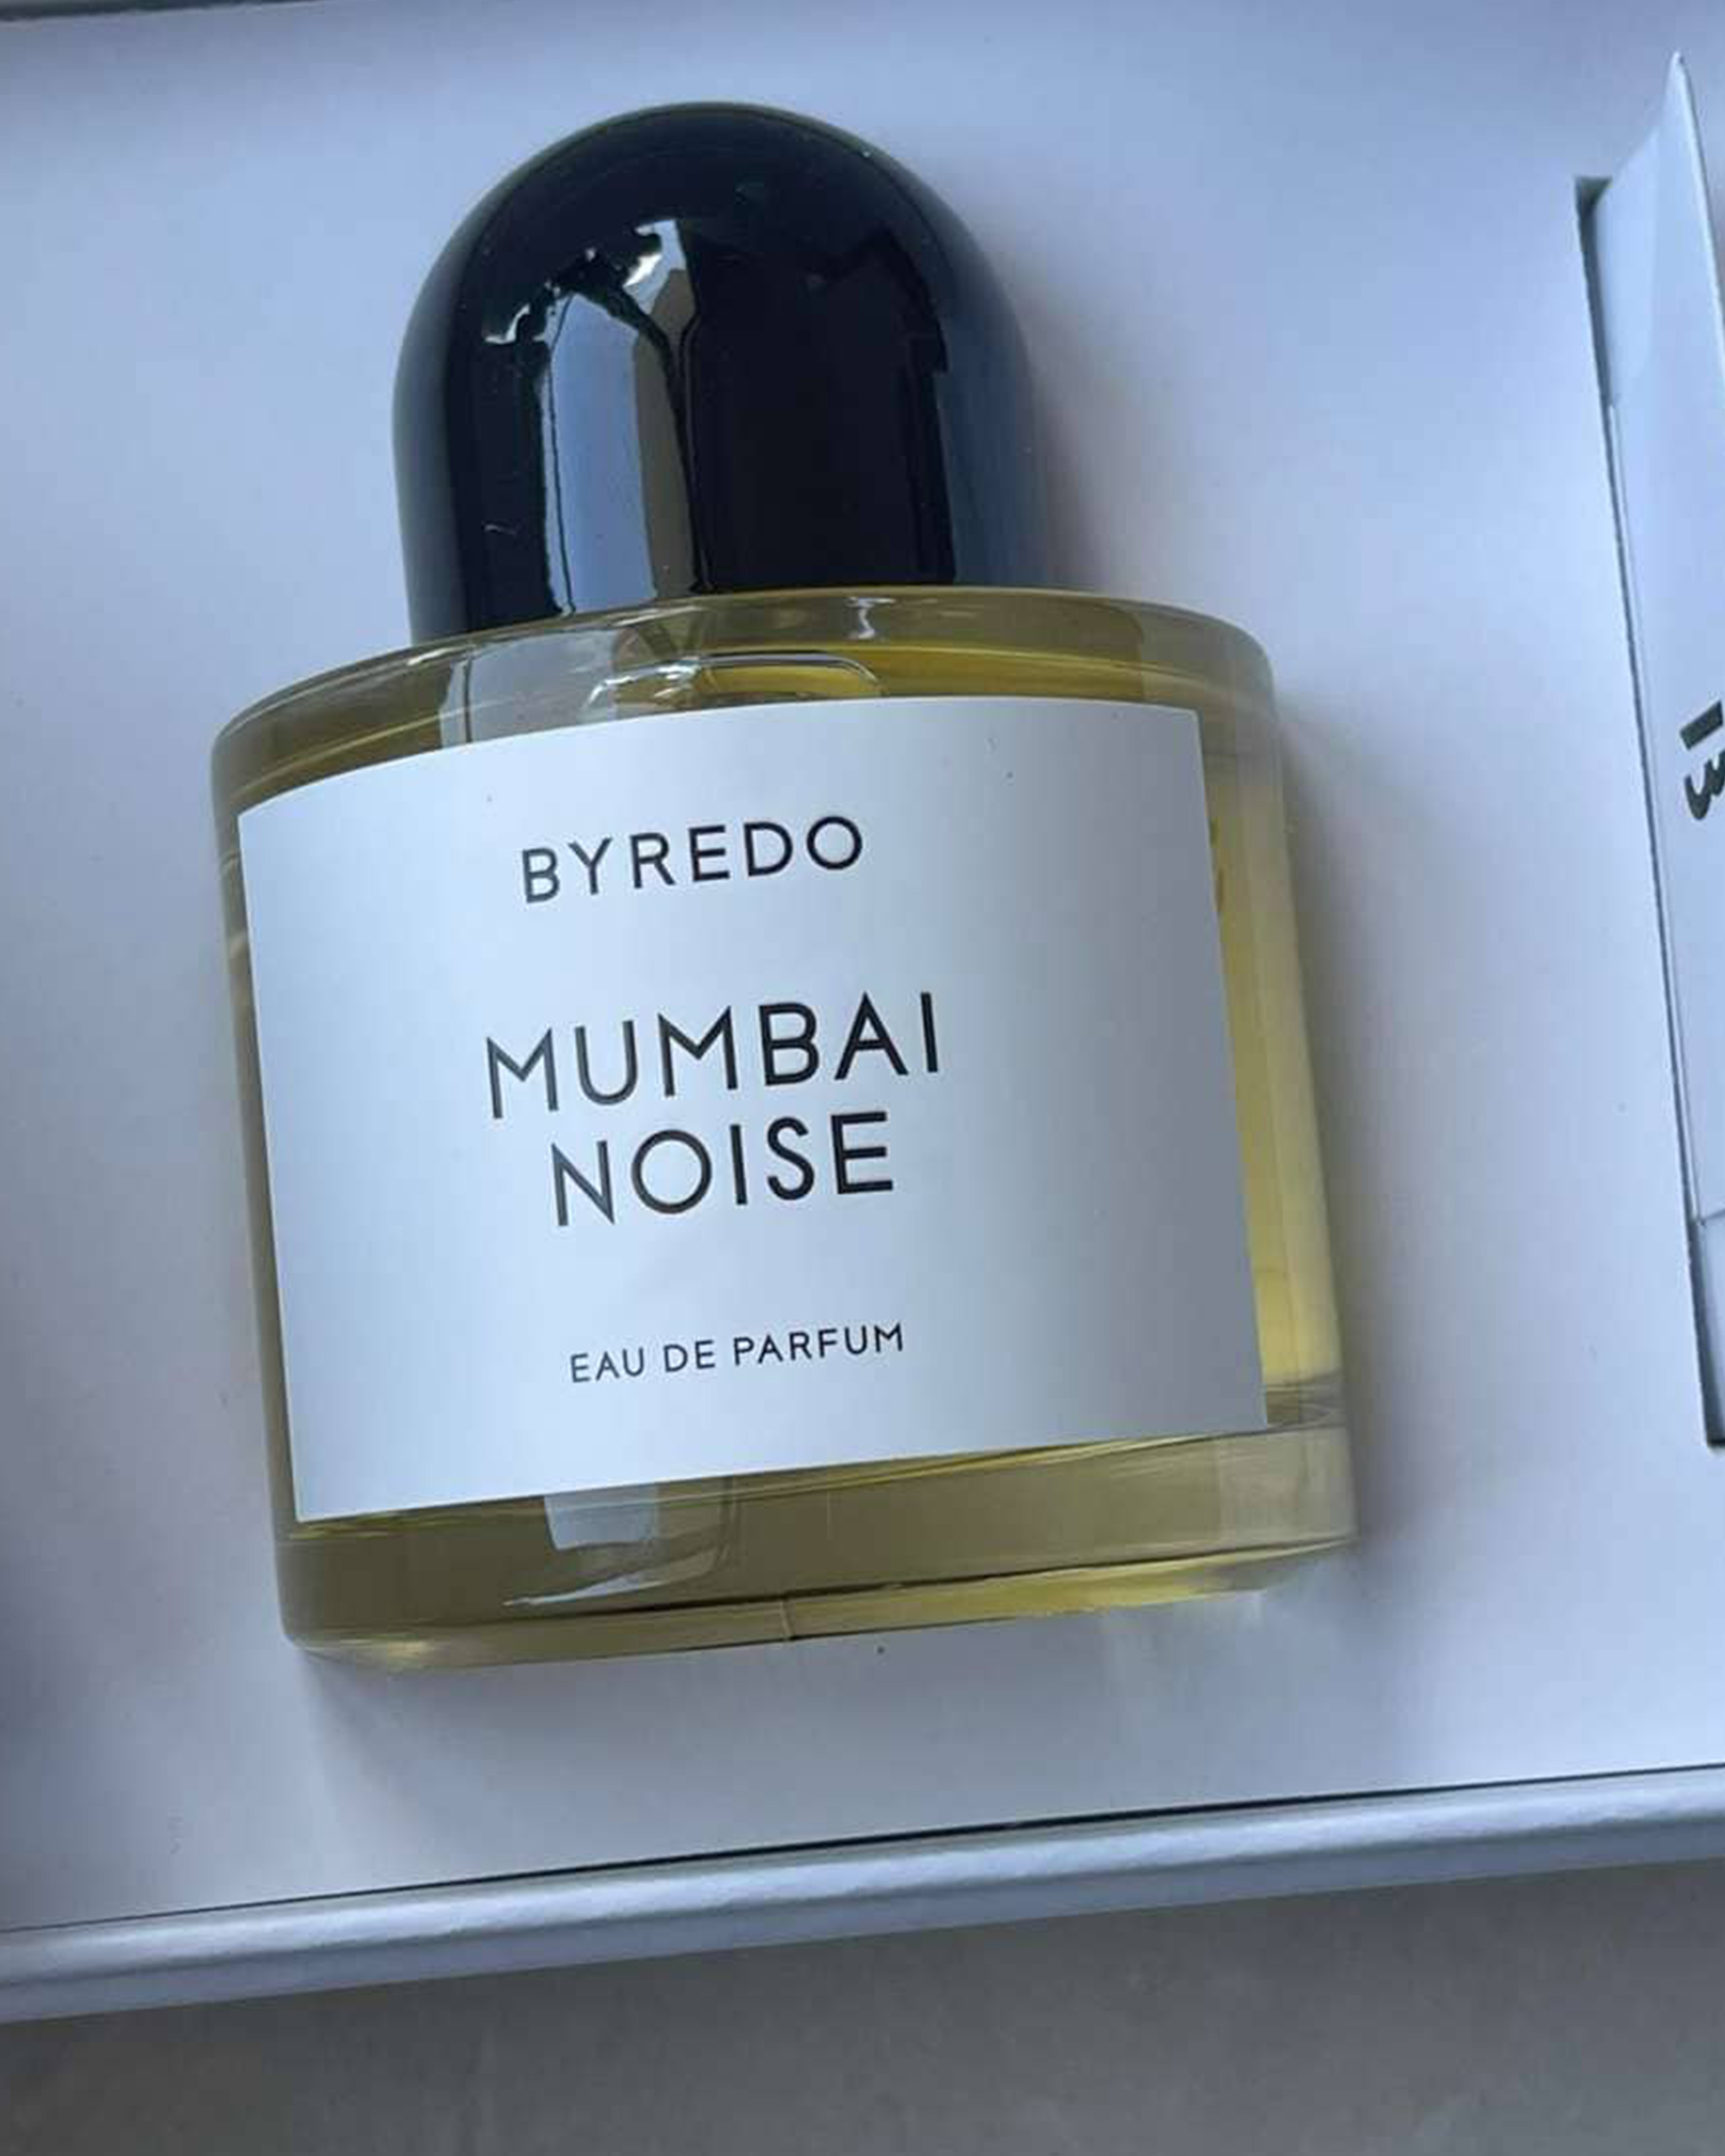 BYREDO
MUMBAI
NOISE
EAU DE PARFUM